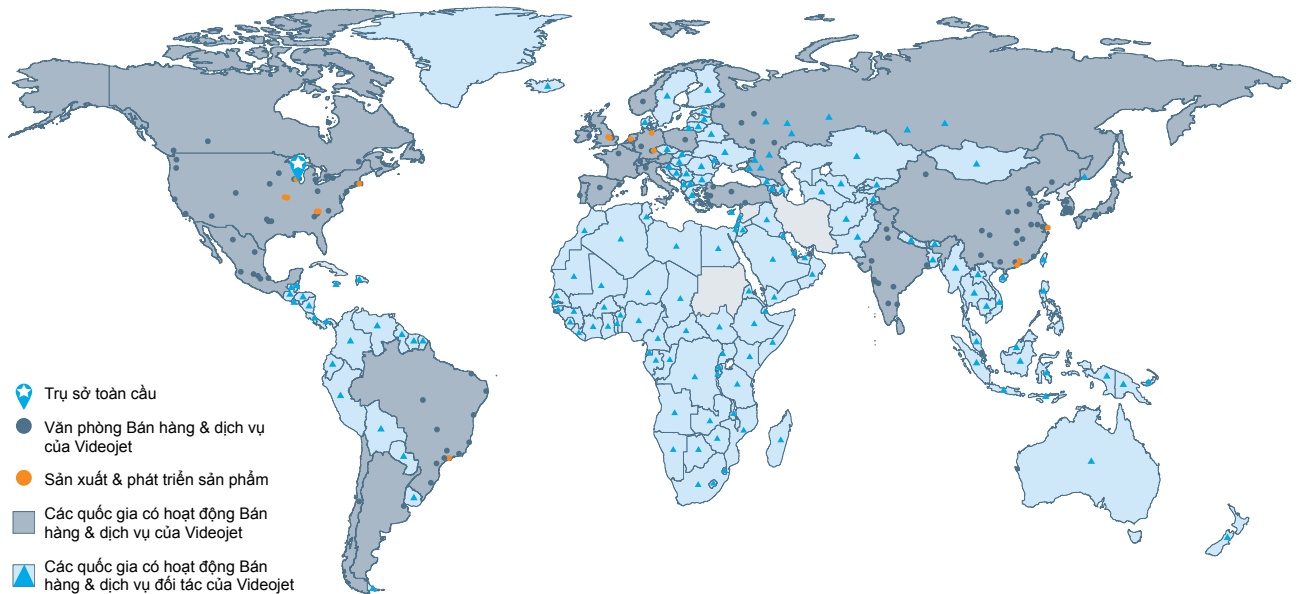 Trụ sở toàn cầu
Văn phòng Bán hàng & dịch vụ
của Videojet
Sản xuất & phát triển sản phẩm
Các quốc gia có hoạt động Bán
hàng & dịch vụ của Videojet
Các quốc gia có hoạt động Bán
hàng & dịch vụ đối tác của Videojet